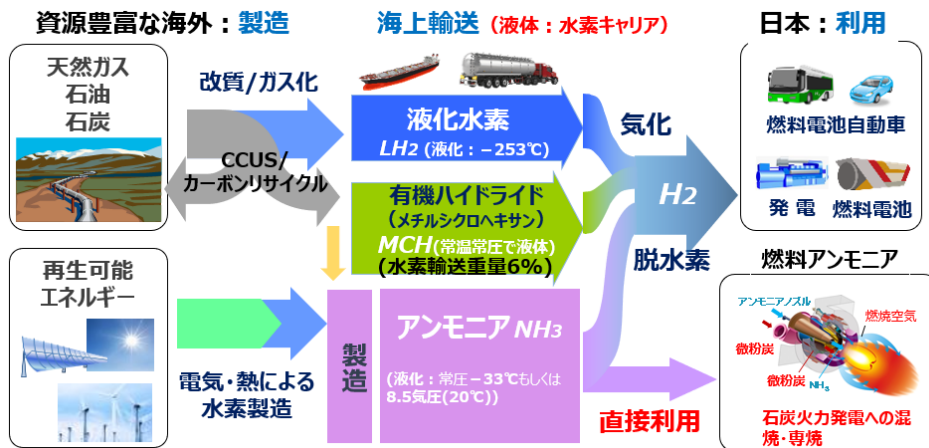 資源豊富な海外：製造
海上輸送（液体：水素キャリア）
日本：利用
天然ガス
石油
石炭
改質/ガス化
CCUS/
カーボンリサイクル
液化水素
LH2 (液化：－253℃)
有機ハイドライド
（メチルシクロヘキサン）
MCH(常温常圧で液体)
(水素輸送重量6%)
気化
H2
脱水素
燃料電池自動車
発電
燃料電池
再生可能
エネルギー
電気・熱による
水素製造
製造
アンモニア NH3
(液化：常圧－33℃もしくは
8.5気圧(20℃))
直接利用
燃料アンモニア
アンモニアノズル
燃焼空気
微粉炭
微粉炭
NH3
石炭火力発電への混
焼・専焼